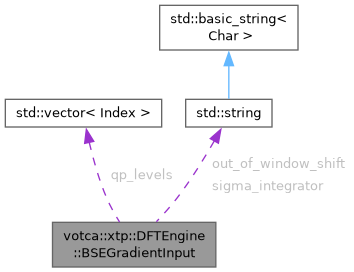 std::basic_string<
Char >
std::vector< Index >
std::string
qp_levels
out_of_window_shift
sigma_integrator
votca::xtp::DFTEngine
::BSEGradientInput